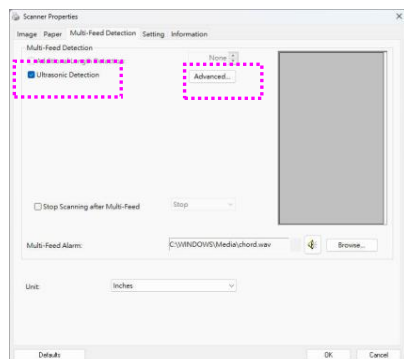 Scanner Properties
Image Paper Multi-Feed Detection Setting Information
Multi-Feed Detection
None
Ultrasonic Detection
Advanced...
Stop Scanning after Multi-Feed Stop
Multi-Feed Alarm: C:\WINDOWS\Media\chord.wav Browse...
Unit: Inches
Defaults OK Cancel